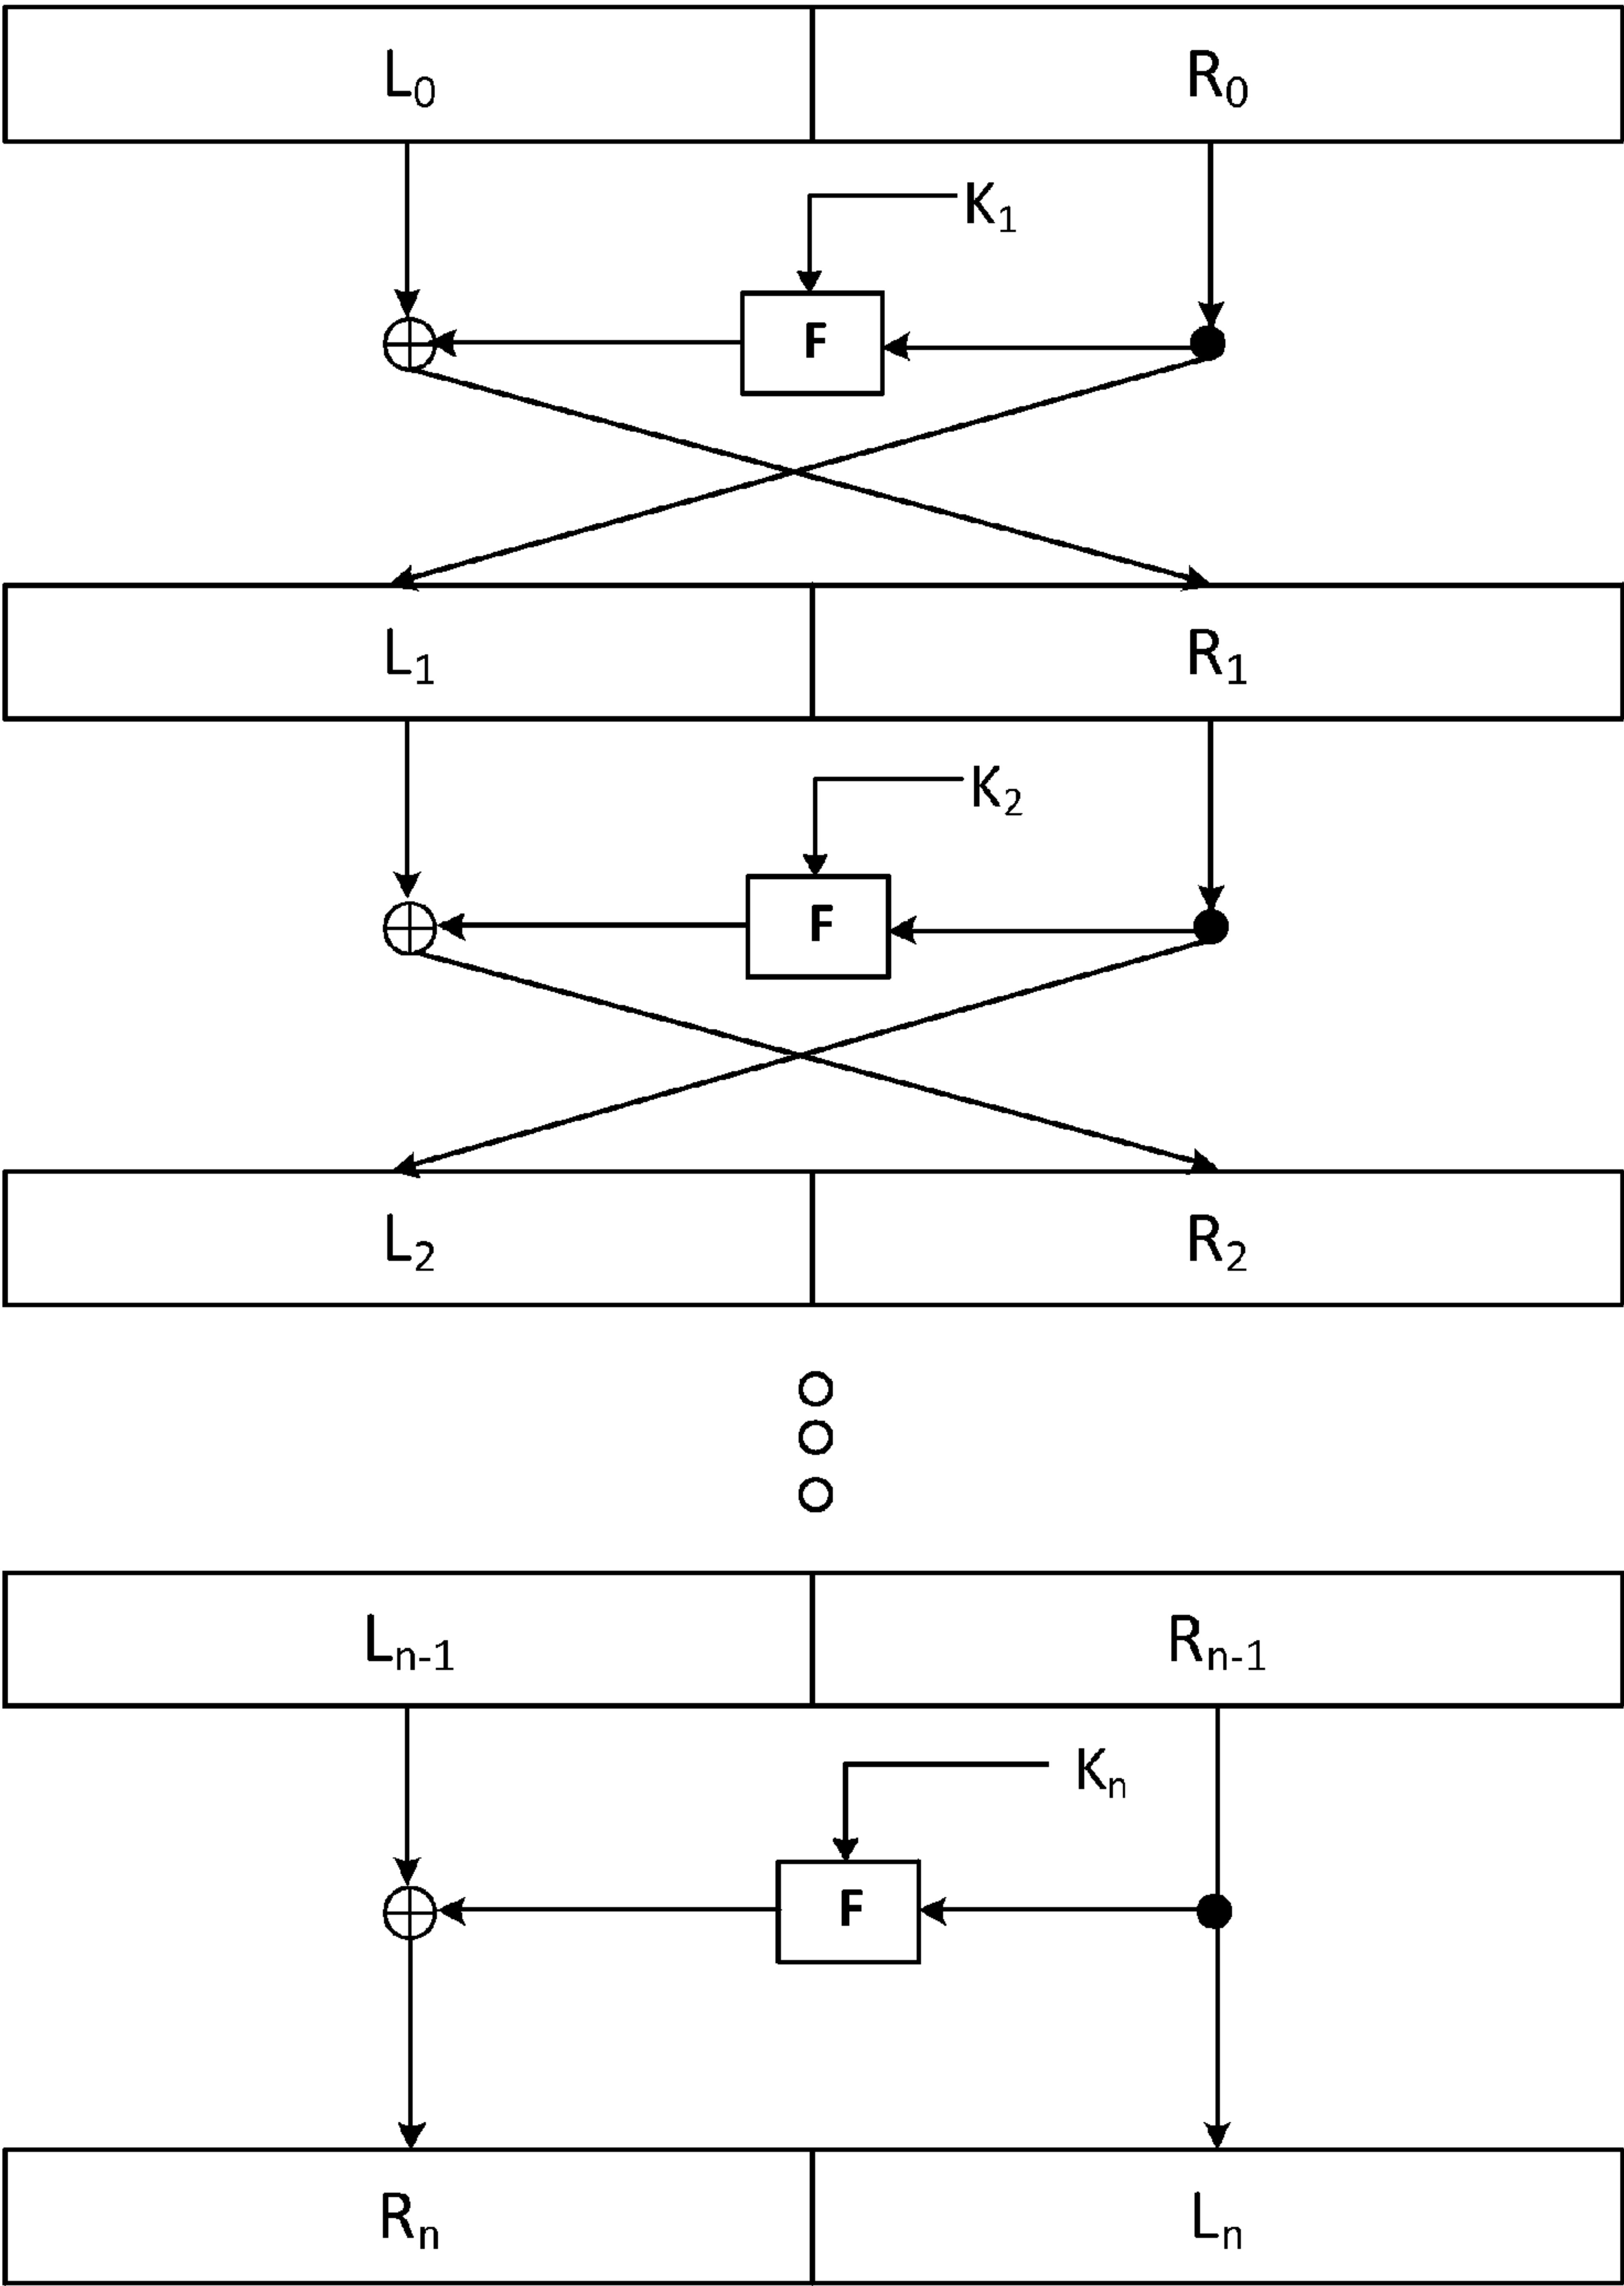 L₀ R₀
K₁
F
L₁ R₁
K₂
F
L₂ R₂
Lₙ₋₁ Rₙ₋₁
Kₙ
F
Rₙ Lₙ